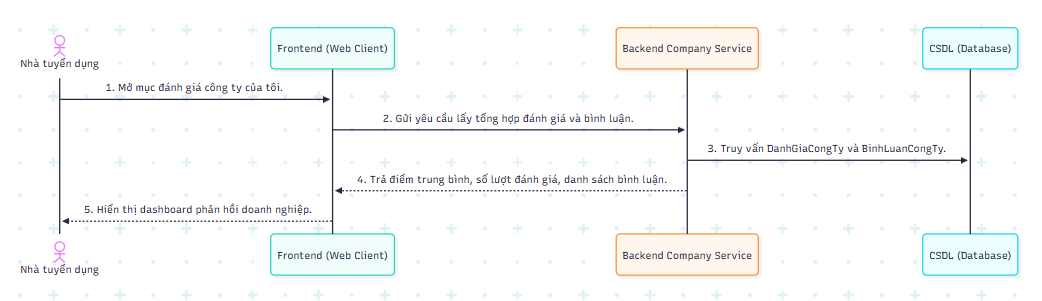 Nhà tuyển dụng
Frontend (Web Client)
Backend Company Service
CSDL (Database)
1. Mở mục đánh giá công ty của tôi.
2. Gửi yêu cầu lấy tổng hợp đánh giá và bình luận.
3. Truy vấn DanhGiaCongTy và BinhLuanCongTy.
4. Trả điểm trung bình, số lượt đánh giá, danh sách bình luận.
5. Hiển thị dashboard phản hồi doanh nghiệp.
Nhà tuyển dụng
Frontend (Web Client)
Backend Company Service
CSDL (Database)